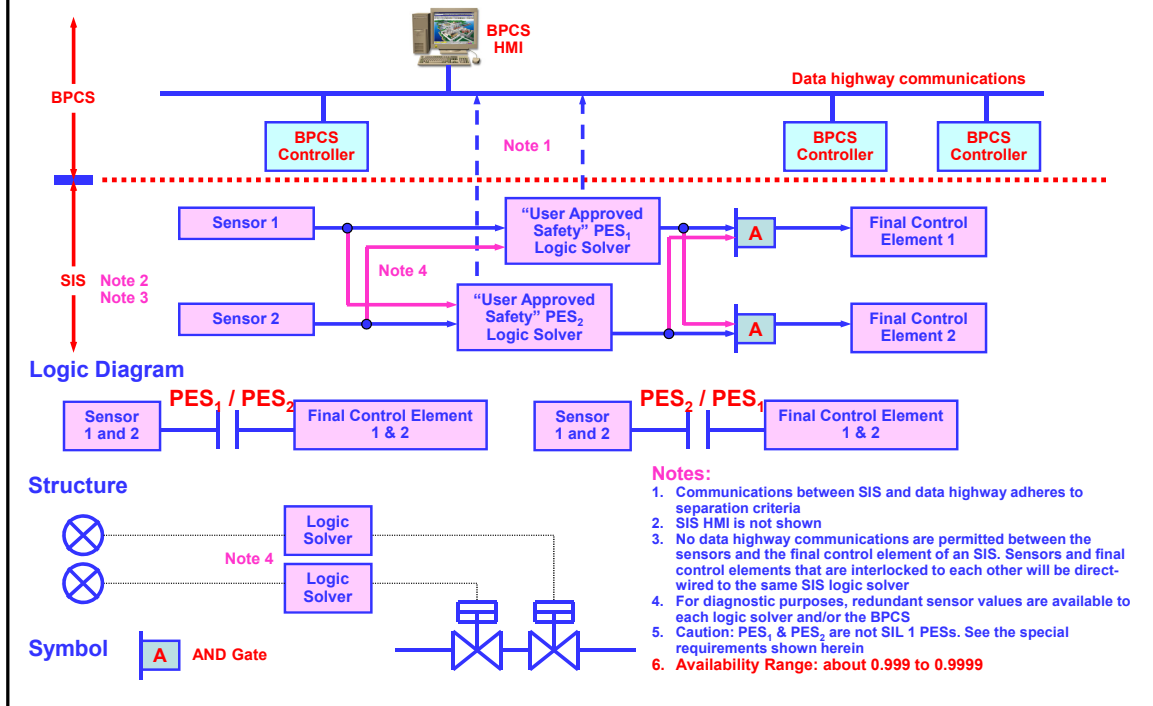 BPCS
HMI
Data highway communications
BPCS
BPCS
Controller
Note 1
BPCS
Controller
BPCS
Controller
Sensor 1
“User Approved
Safety” PES₁
Logic Solver
A
Final Control
Element 1
SIS
Note 2
Note 3
Note 4
Sensor 2
“User Approved
Safety” PES₂
Logic Solver
A
Final Control
Element 2
Logic Diagram
PES₁ / PES₂
Sensor
1 and 2
Final Control Element
1 & 2
PES₂ / PES₁
Sensor
1 and 2
Final Control Element
1 & 2
Structure
Logic
Solver
Note 4
Logic
Solver
Symbol
A
AND Gate
Notes:
1. Communications between SIS and data highway adheres to
separation criteria
2. SIS HMI is not shown
3. No data highway communications are permitted between the
sensors and the final control element of an SIS. Sensors and final
control elements that are interlocked to each other will be direct-
wired to the same SIS logic solver
4. For diagnostic purposes, redundant sensor values are available to
each logic solver and/or the BPCS
5. Caution: PES₁ & PES₂ are not SIL 1 PESs. See the special
requirements shown herein
6. Availability Range: about 0.999 to 0.9999